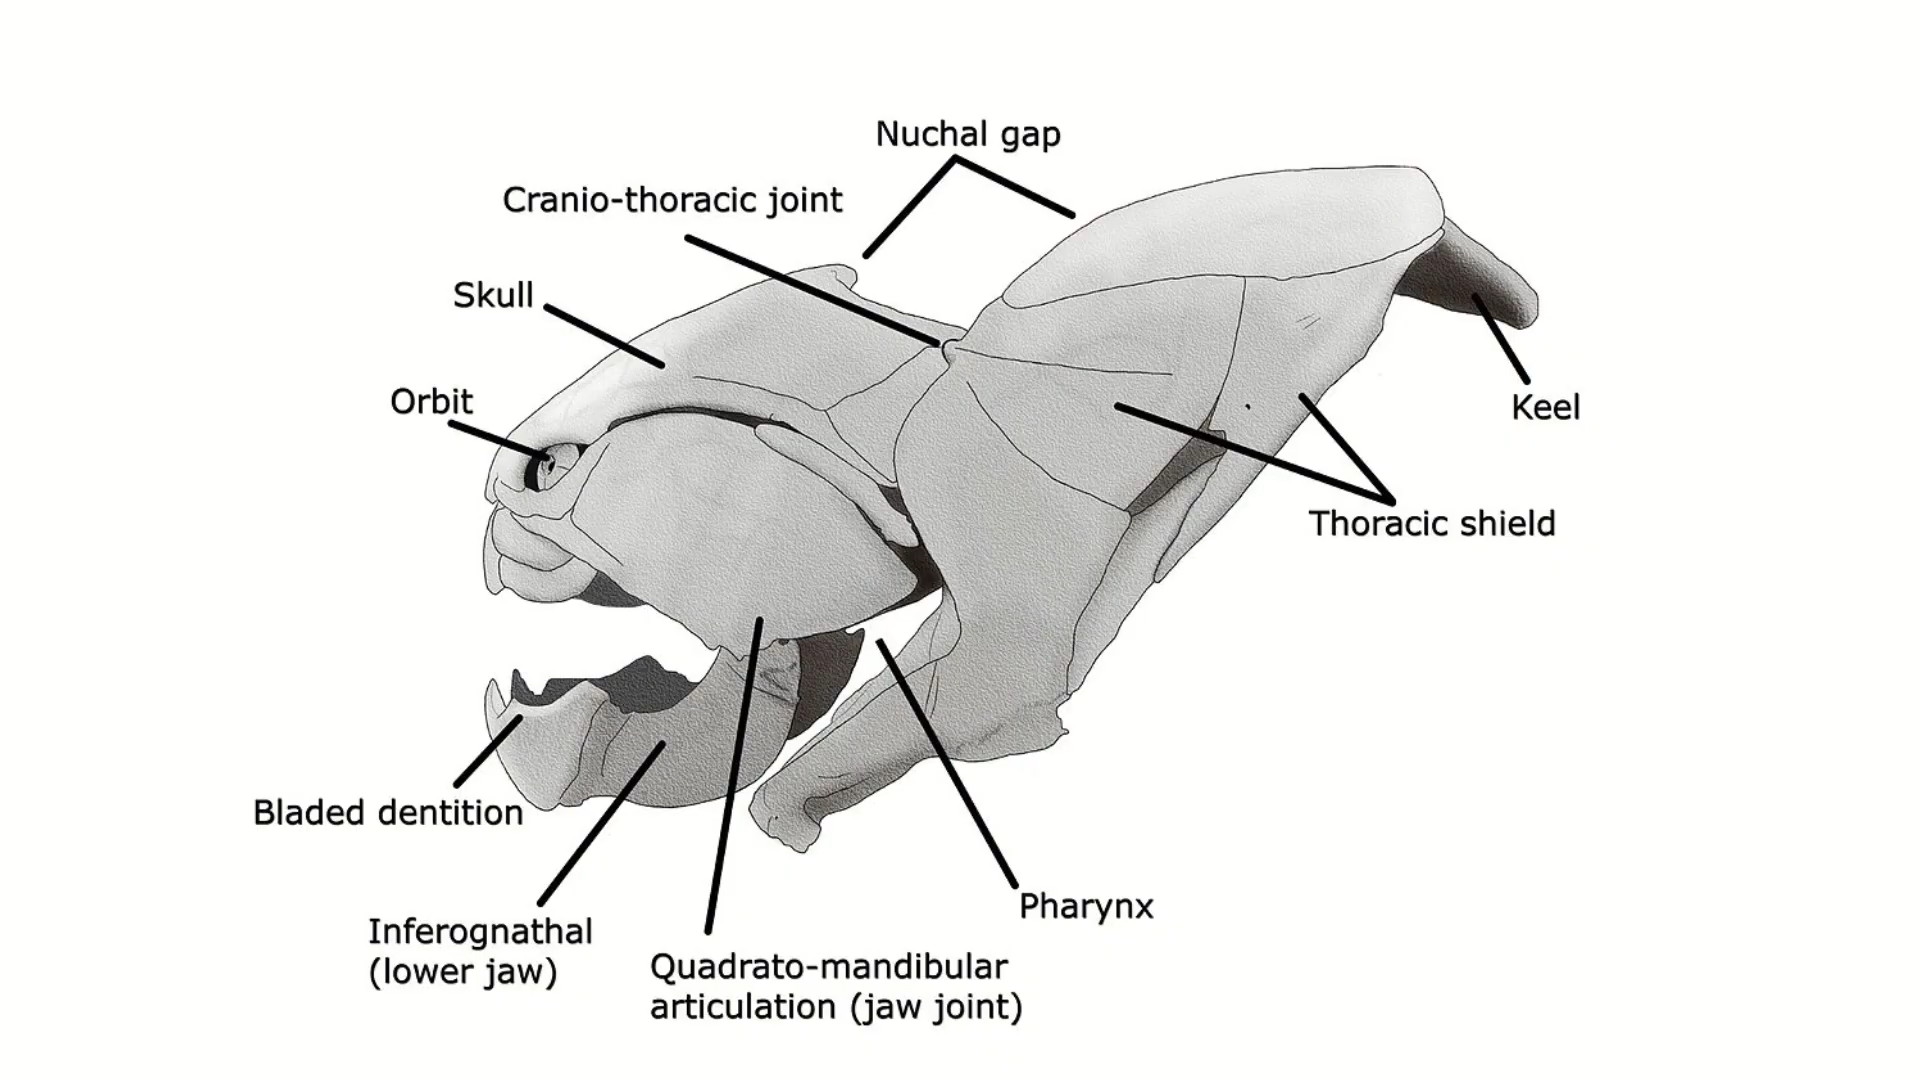 Nuchal gap
Cranio-thoracic joint
Skull
Orbit
Keel
Thoracic shield
Bladed dentition
Pharynx
Inferognathal
(lower jaw)
Quadrato-mandibular
articulation (jaw joint)